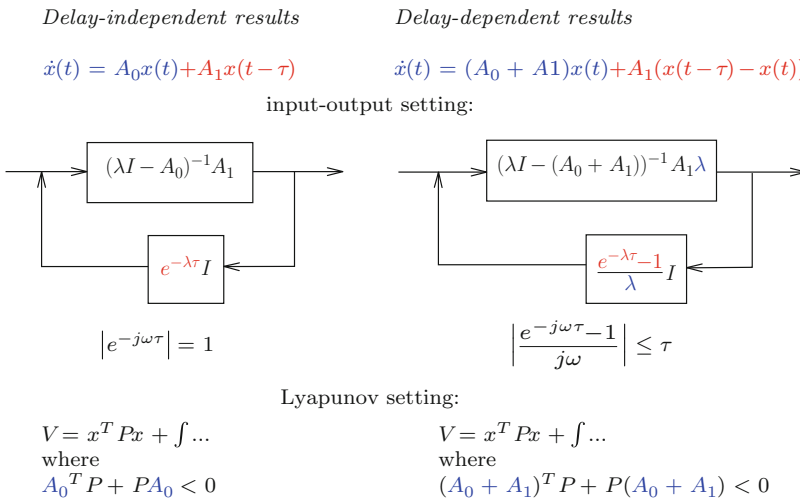 Delay-independent results
Delay-dependent results
ẋ(t) = A₀x(t)+A₁x(t−τ)
ẋ(t) = (A₀ + A1)x(t)+A₁(x(t−τ) − x(t))
input-output setting:
(λI − A₀)⁻¹A₁
(λI − (A₀ + A₁))⁻¹A₁λ
e^{−λτ} I
\frac{e^{−λτ}−1}{λ} I
|e^{−jωτ}| = 1
|\frac{e^{−jωτ}−1}{jω}| ≤ τ
Lyapunov setting:
V = x^T Px + ∫ ...
where
A₀^T P + PA₀ < 0
V = x^T Px + ∫ ...
where
(A₀ + A₁)^T P + P(A₀ + A₁) < 0